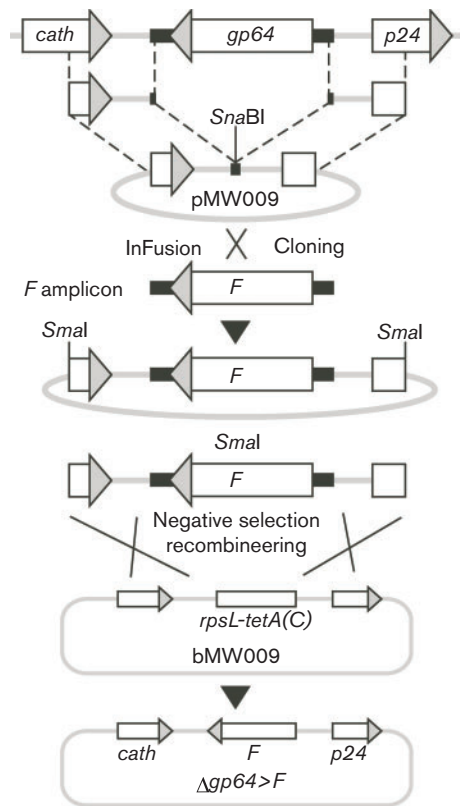 cath gp64 p24
SnaBI
pMW009
InFusion Cloning
F amplicon F
SmaI SmaI
F
SmaI
F
Negative selection
recombineering
rpsL-tetA(C)
bMW009
cath F p24
Δgp64>F